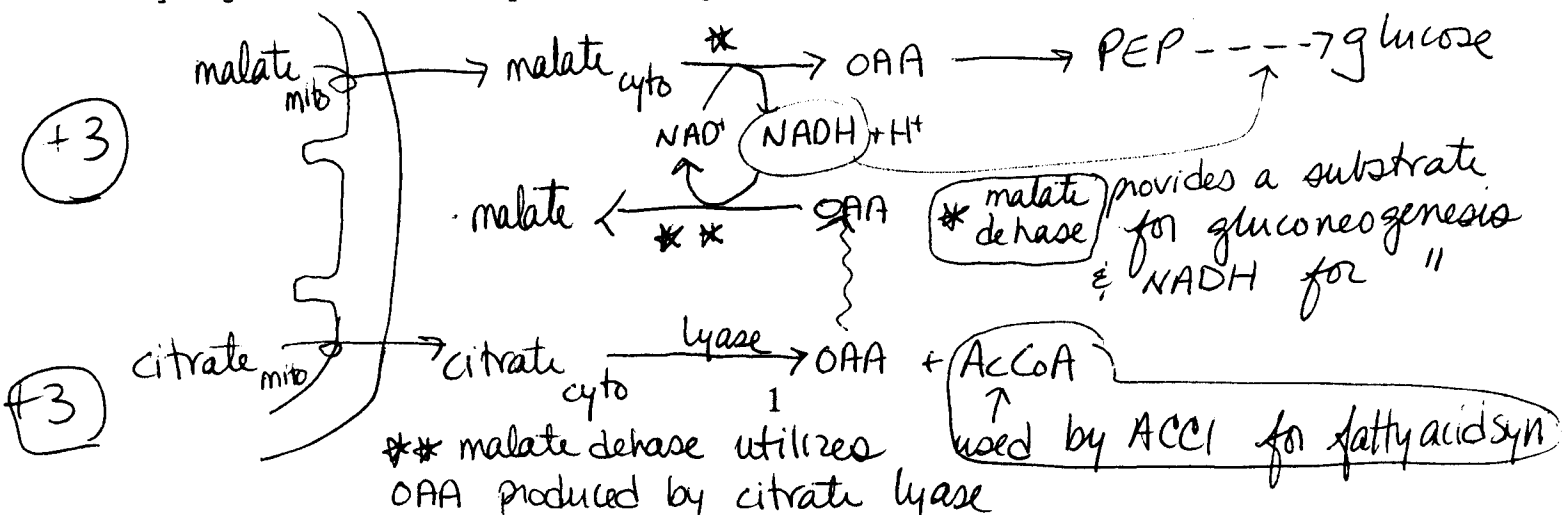 malate mito → malate cyto * → OAA → PEP ----→ glucose
+3
NAD+ NADH + H+
malate ← ** OAA
* malate dehase provides a substrate
for gluconeogenesis
& NADH for "
citrate mito → citrate cyto lyase → OAA + AcCoA
+3
1
↑
used by ACC1 for fatty acid syn
** malate dehase utilizes
OAA produced by citrate lyase